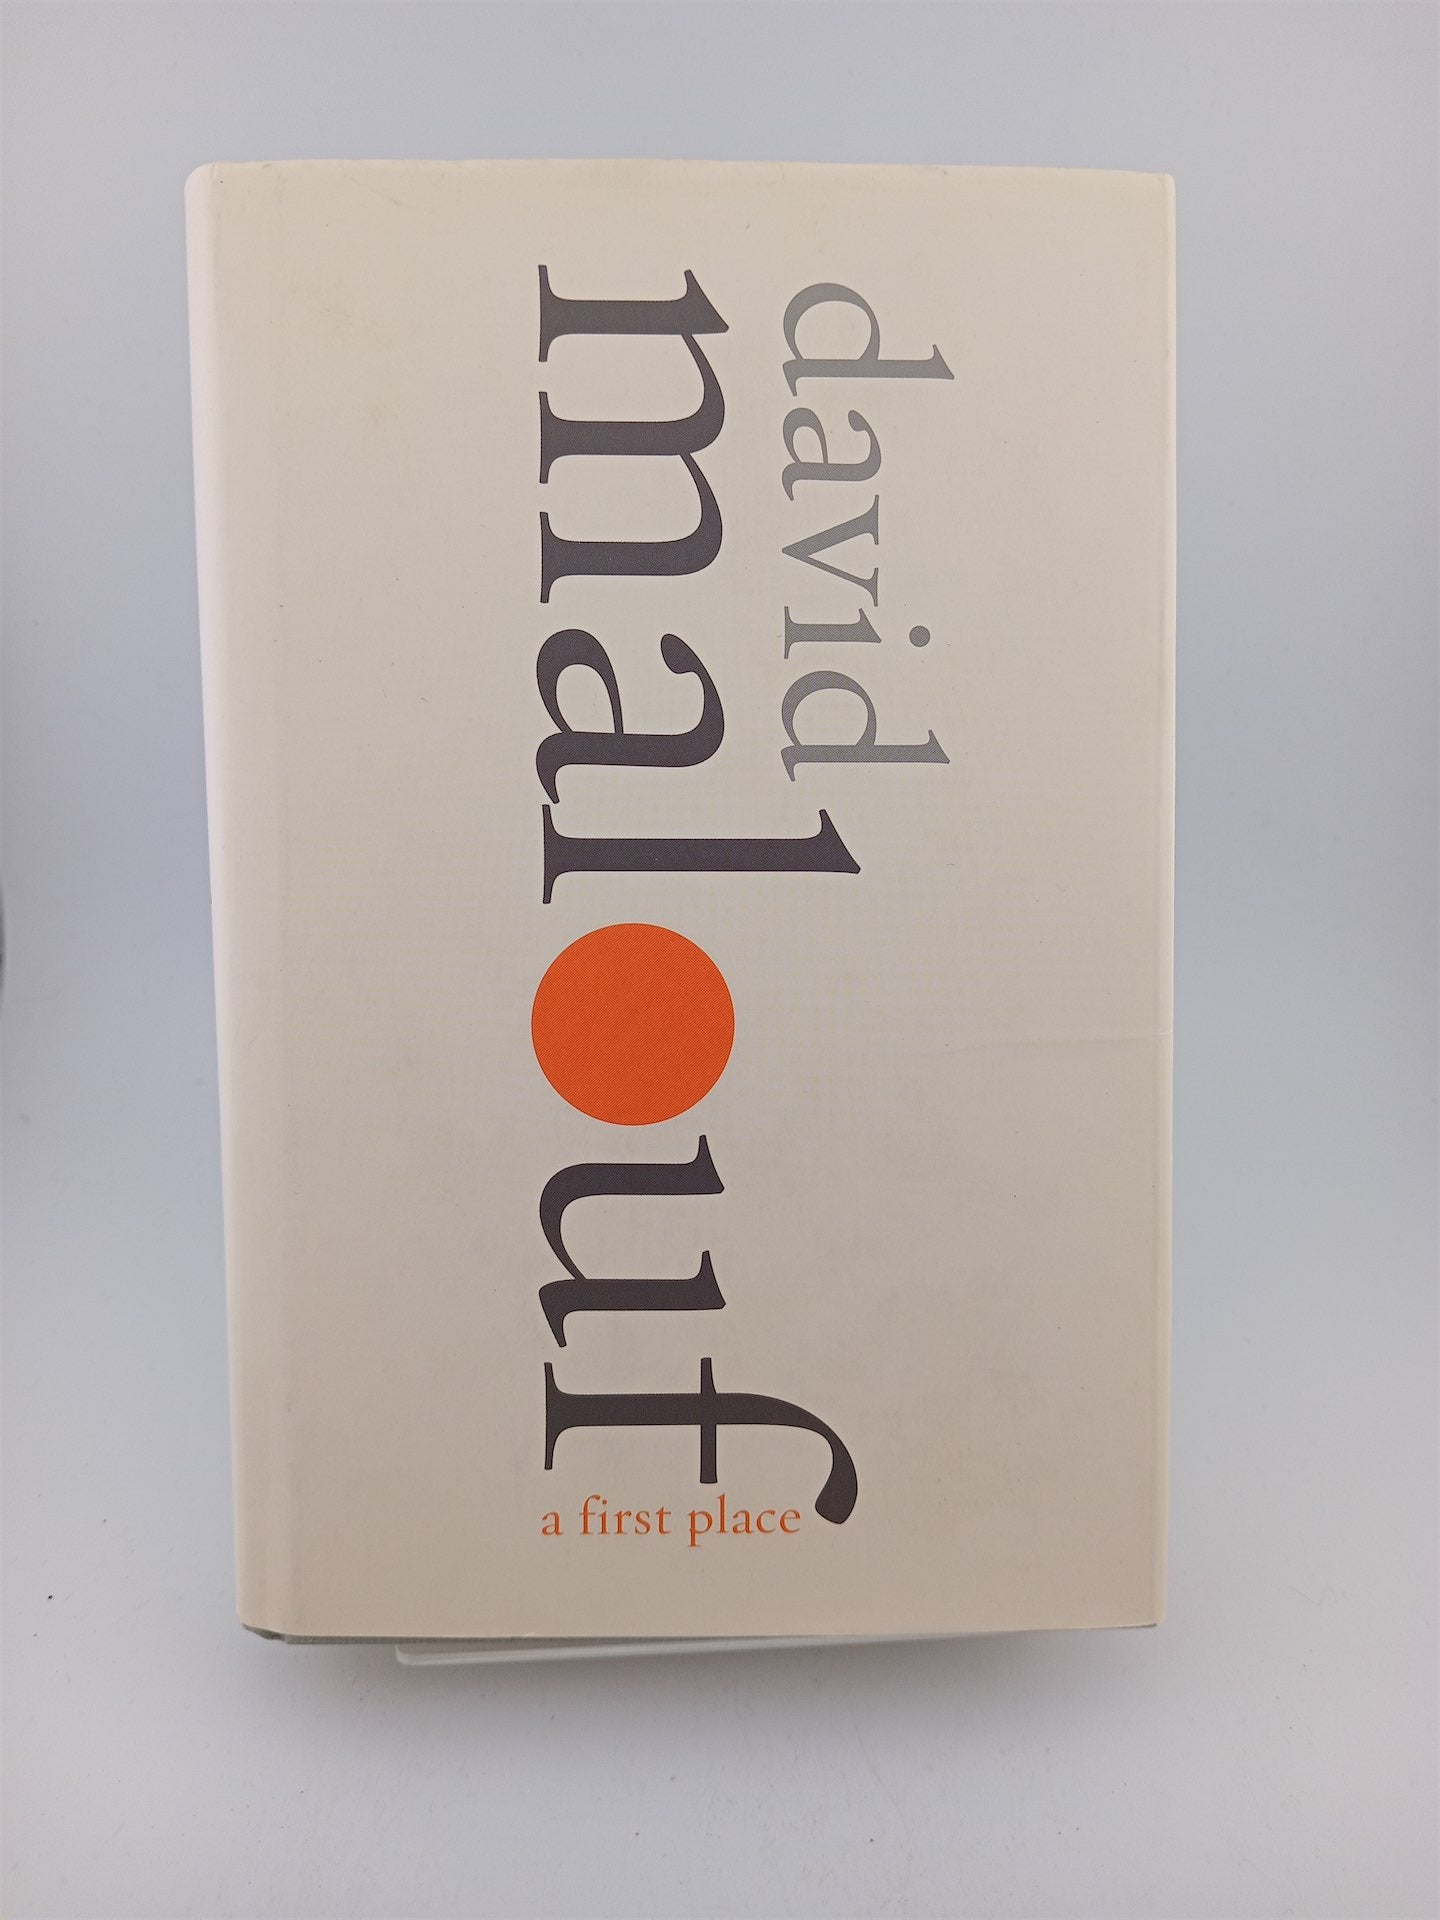 david
malouf
a first place